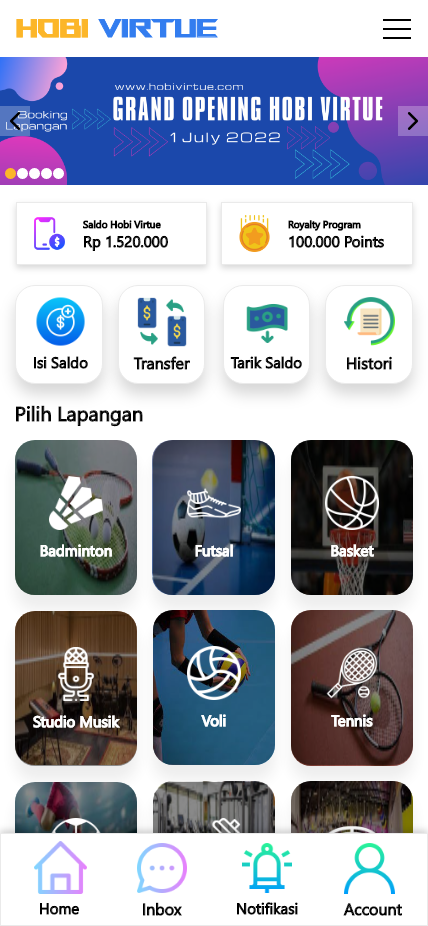 HOBI VIRTUE
www.hobivirtue.com
Booking
Lapangan
GRAND OPENING HOBI VIRTUE
1 July 2022
Saldo Hobi Virtue
Rp 1.520.000
Royalty Program
100.000 Points
Isi Saldo
Transfer
Tarik Saldo
Histori
Pilih Lapangan
Badminton
Futsal
Basket
Studio Musik
Voli
Tennis
Home
Inbox
Notifikasi
Account